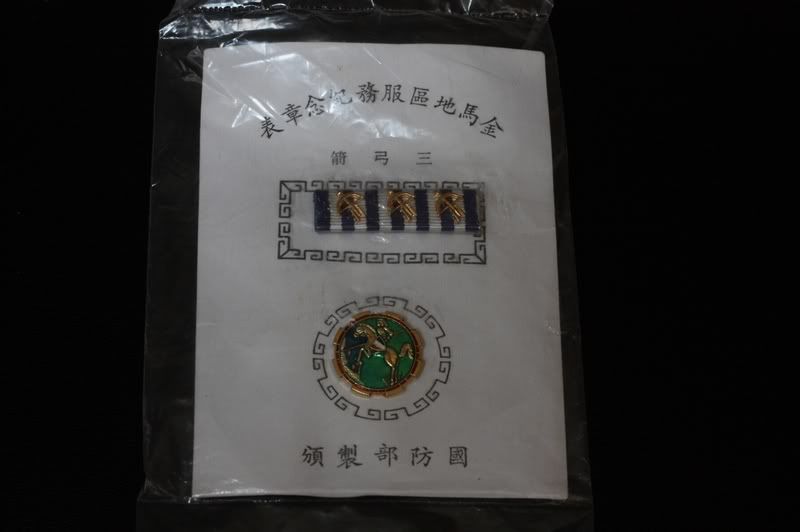 金馬地區服務紀念章表
三弓箭
國防部製頒